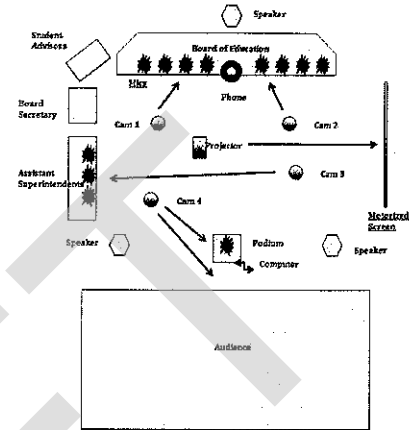 Speaker
Student
Advisors
Board of Education
Mics
Phone
Board
Secretary
Cam 1
Cam 2
Projector
Assistant
Superintendents
Cam 3
Motorized
Screen
Cam 4
Speaker
Podium
Speaker
Computer
Audience